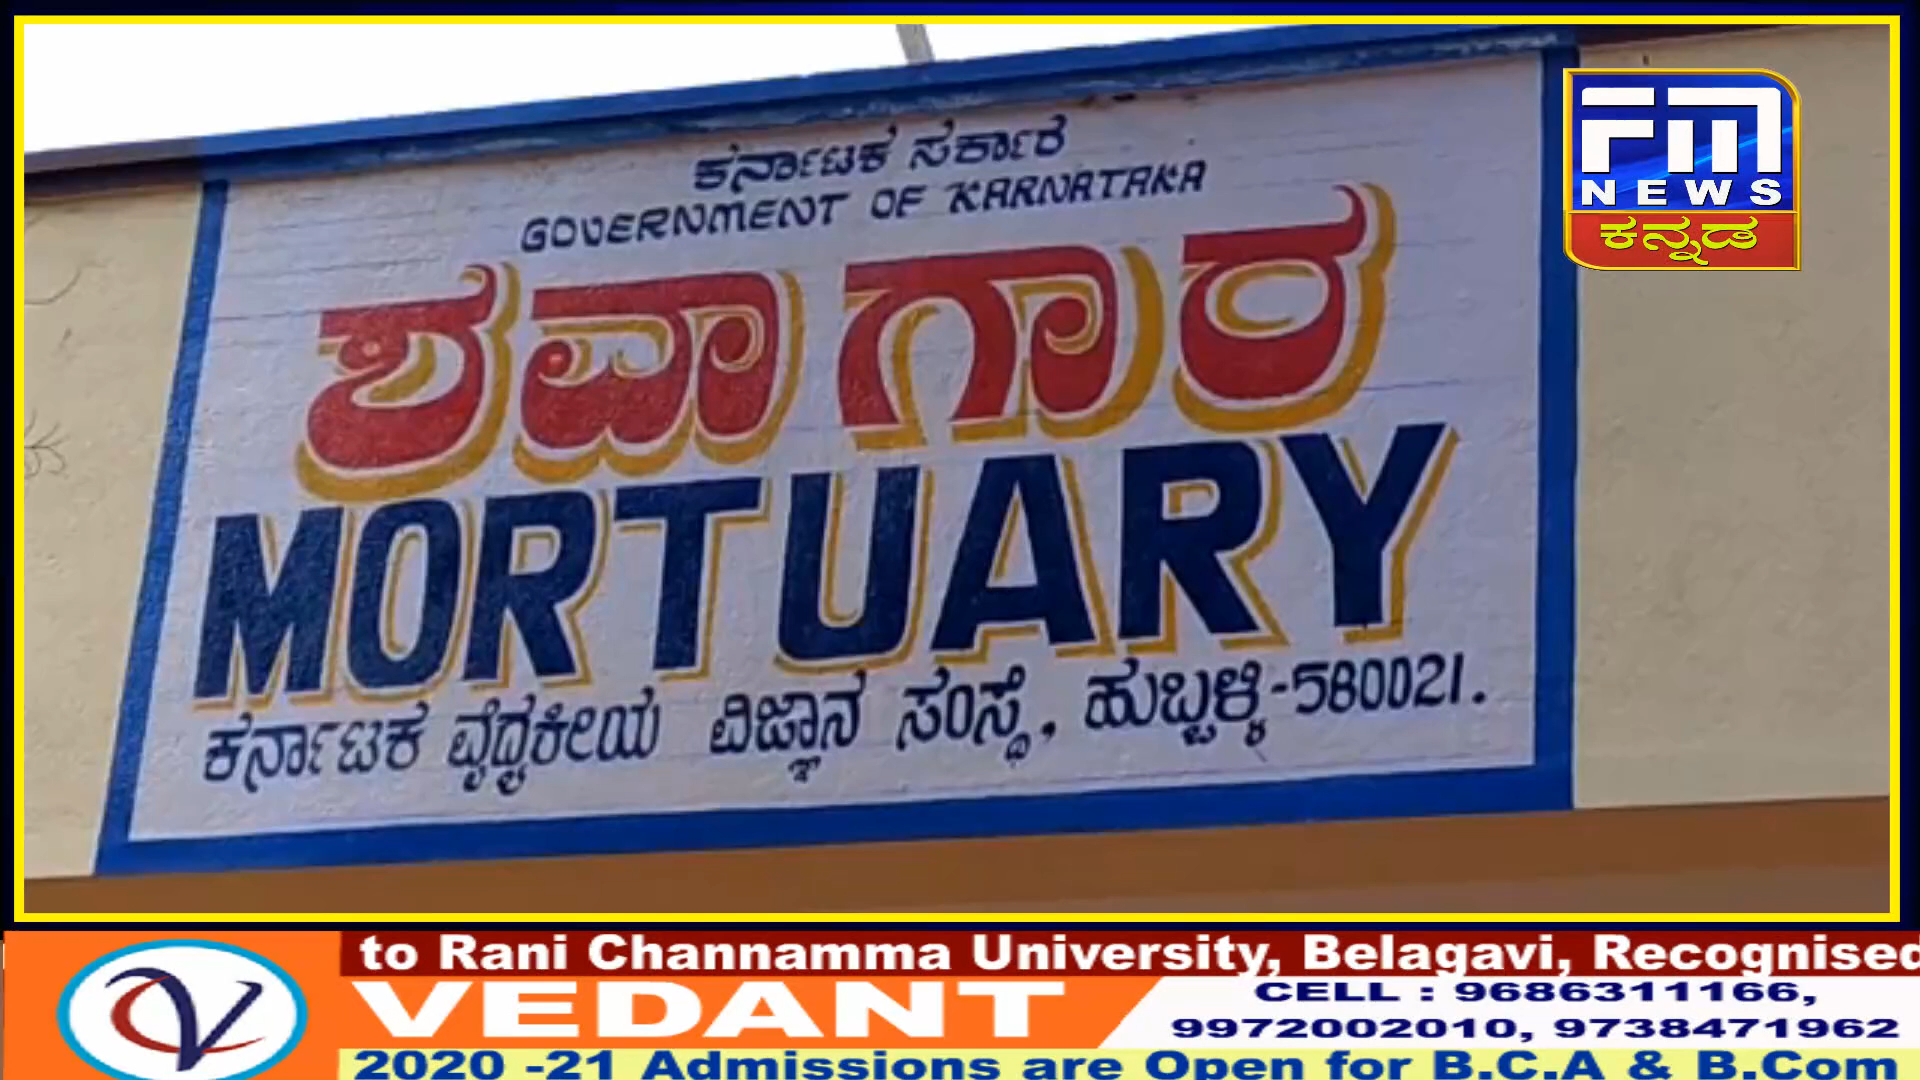 ಕರ್ನಾಟಕ ಸರ್ಕಾರ
GOVERNMENT OF KARNATAKA
ಶವಾಗಾರ
MORTUARY
ಕರ್ನಾಟಕ ವೈದ್ಯಕೀಯ ವಿಜ್ಞಾನ ಸಂಸ್ಥೆ, ಹುಬ್ಬಳ್ಳಿ-580021.
FM
NEWS
ಕನ್ನಡ
to Rani Channamma University, Belagavi, Recognised
VEDANT
CELL : 9686311166,
9972002010, 9738471962
2020 -21 Admissions are Open for B.C.A & B.Com